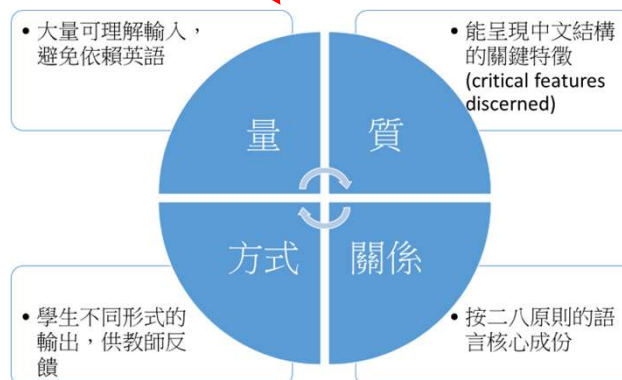 • 大量可理解輸入，
避免依賴英語
• 能呈現中文結構
的關鍵特徵
(critical features
discerned)
量
質
方式
關係
• 學生不同形式的
輸出，供教師反
饋
• 按二八原則的語
言核心成份